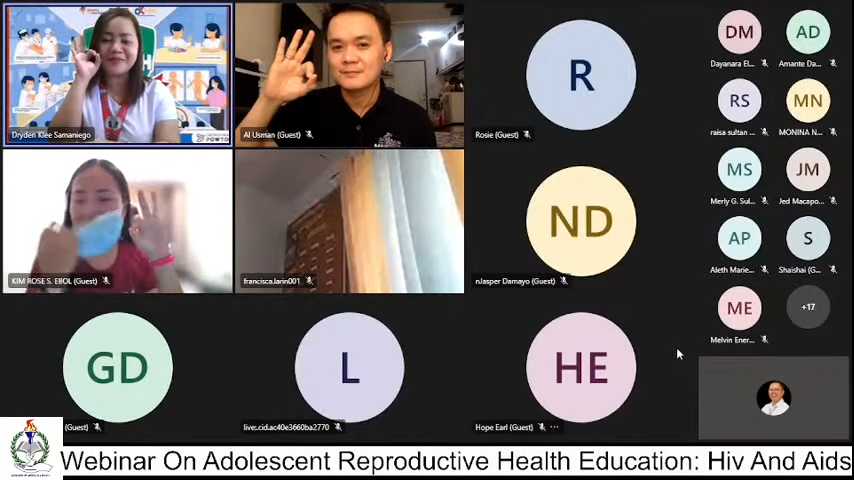 Dryden Klee Samaniego
Al Usman (Guest)
R
Rosie (Guest)
DM
Dayanara El...
AD
Amante Da...
RS
raisa sultan ...
MN
MONINA N...
KIM ROSE S. EBOL (Guest)
francisca.larin001
ND
nJasper Damayo (Guest)
MS
Merly G. Sul...
JM
Jed Macapo...
AP
Aleth Marie...
S
Shaishai (G...
ME
Melvin Ener...
+17
GD
(Guest)
L
live:.cid.ac40e3660ba2770
HE
Hope Earl (Guest)
Webinar On Adolescent Reproductive Health Education: Hiv And Aids